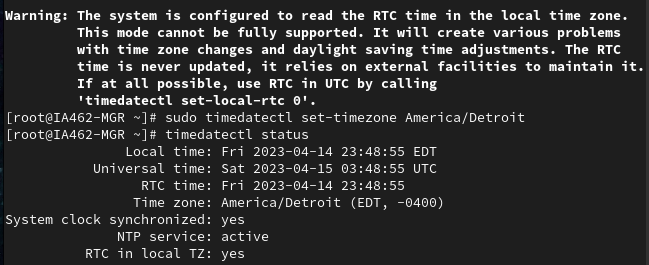 Warning: The system is configured to read the RTC time in the local time zone.
This mode cannot be fully supported. It will create various problems
with time zone changes and daylight saving time adjustments. The RTC
time is never updated, it relies on external facilities to maintain it.
If at all possible, use RTC in UTC by calling
'timedatectl set-local-rtc 0'.
[root@IA462-MGR ~]# sudo timedatectl set-timezone America/Detroit
[root@IA462-MGR ~]# timedatectl status
Local time: Fri 2023-04-14 23:48:55 EDT
Universal time: Sat 2023-04-15 03:48:55 UTC
RTC time: Fri 2023-04-14 23:48:55
Time zone: America/Detroit (EDT, -0400)
System clock synchronized: yes
NTP service: active
RTC in local TZ: yes